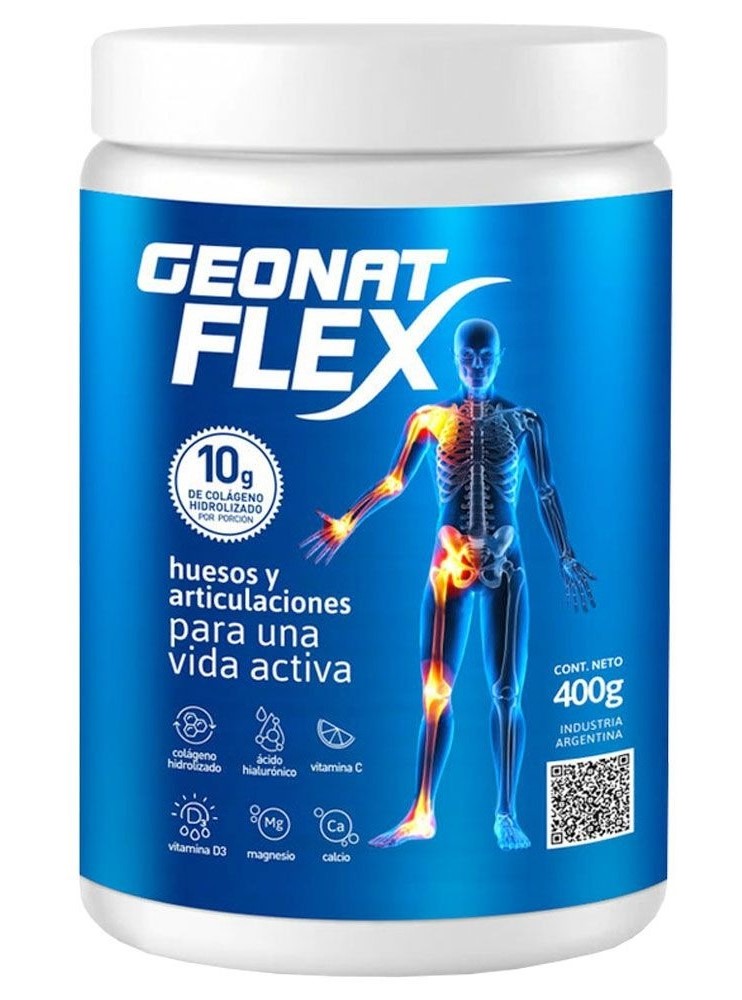 GEONAT
FLEX
10g
DE COLÁGENO
HIDROLIZADO
POR PORCIÓN
huesos y
articulaciones
para una
vida activa
colágeno
hidrolizado
ácido
hialurónico
vitamina C
D3
vitamina D3
Mg
magnesio
Ca
calcio
CONT. NETO
400g
INDUSTRIA
ARGENTINA